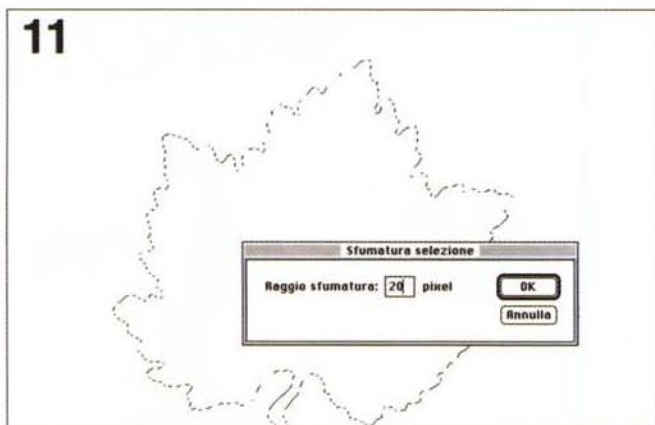 11
Sfumatura selezione
Raggio sfumatura: 20 pixel
OK
Annulla